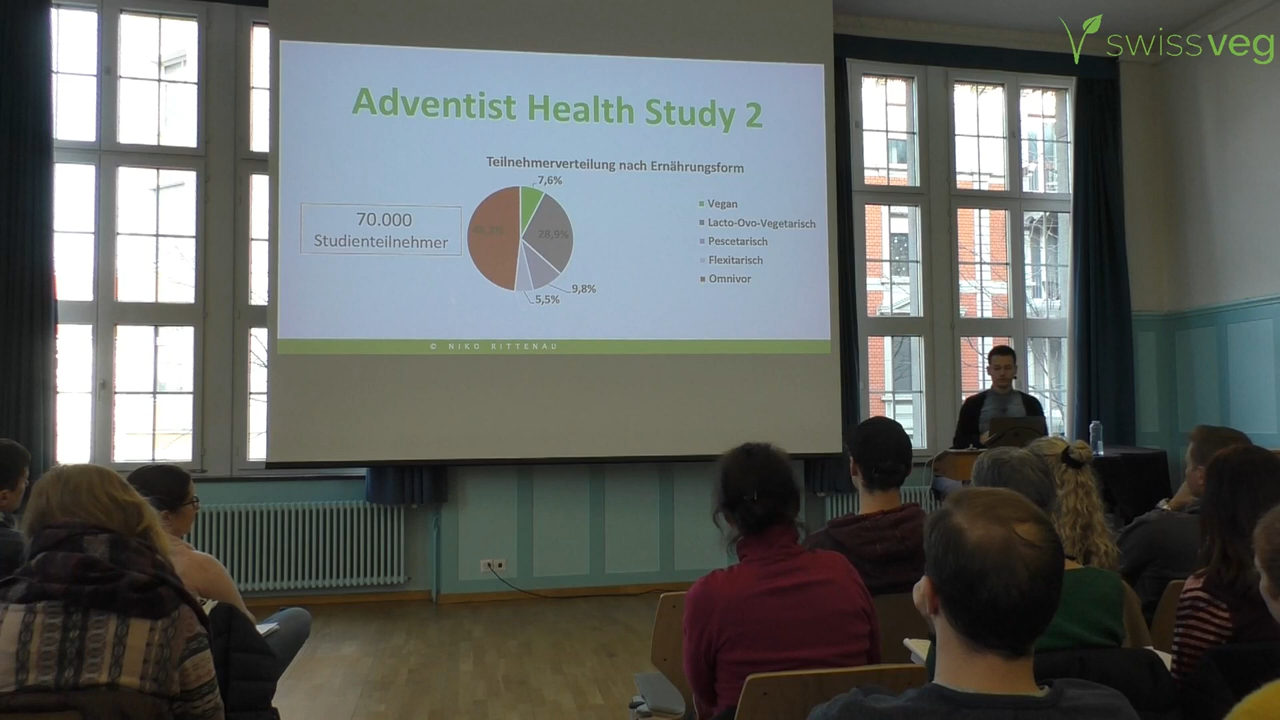 swissveg
Adventist Health Study 2
Teilnehmerverteilung nach Ernährungsform
70.000
Studienteilnehmer
7,6%
28,9%
9,8%
5,5%
Vegan
Lacto-Ovo-Vegetarisch
Pescetarisch
Flexitarisch
Omnivor
© NIKO RITTENAU